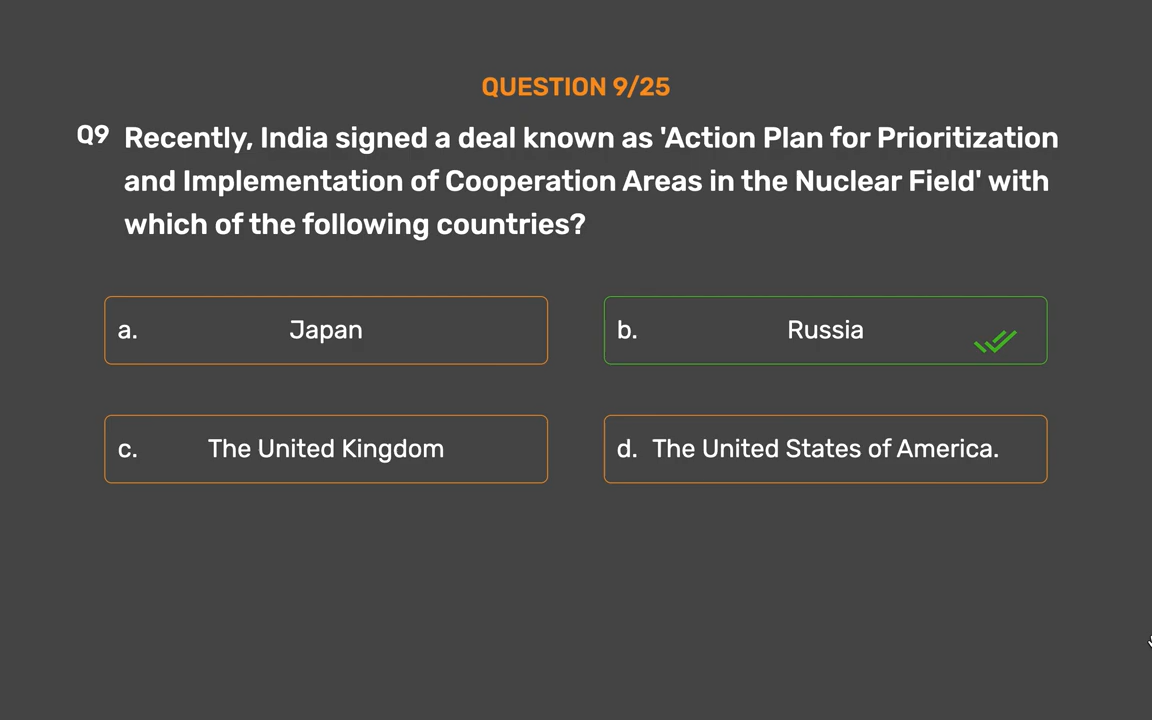 QUESTION 9/25
Q9 Recently, India signed a deal known as 'Action Plan for Prioritization
and Implementation of Cooperation Areas in the Nuclear Field' with
which of the following countries?
a. Japan
b. Russia
c. The United Kingdom
d. The United States of America.